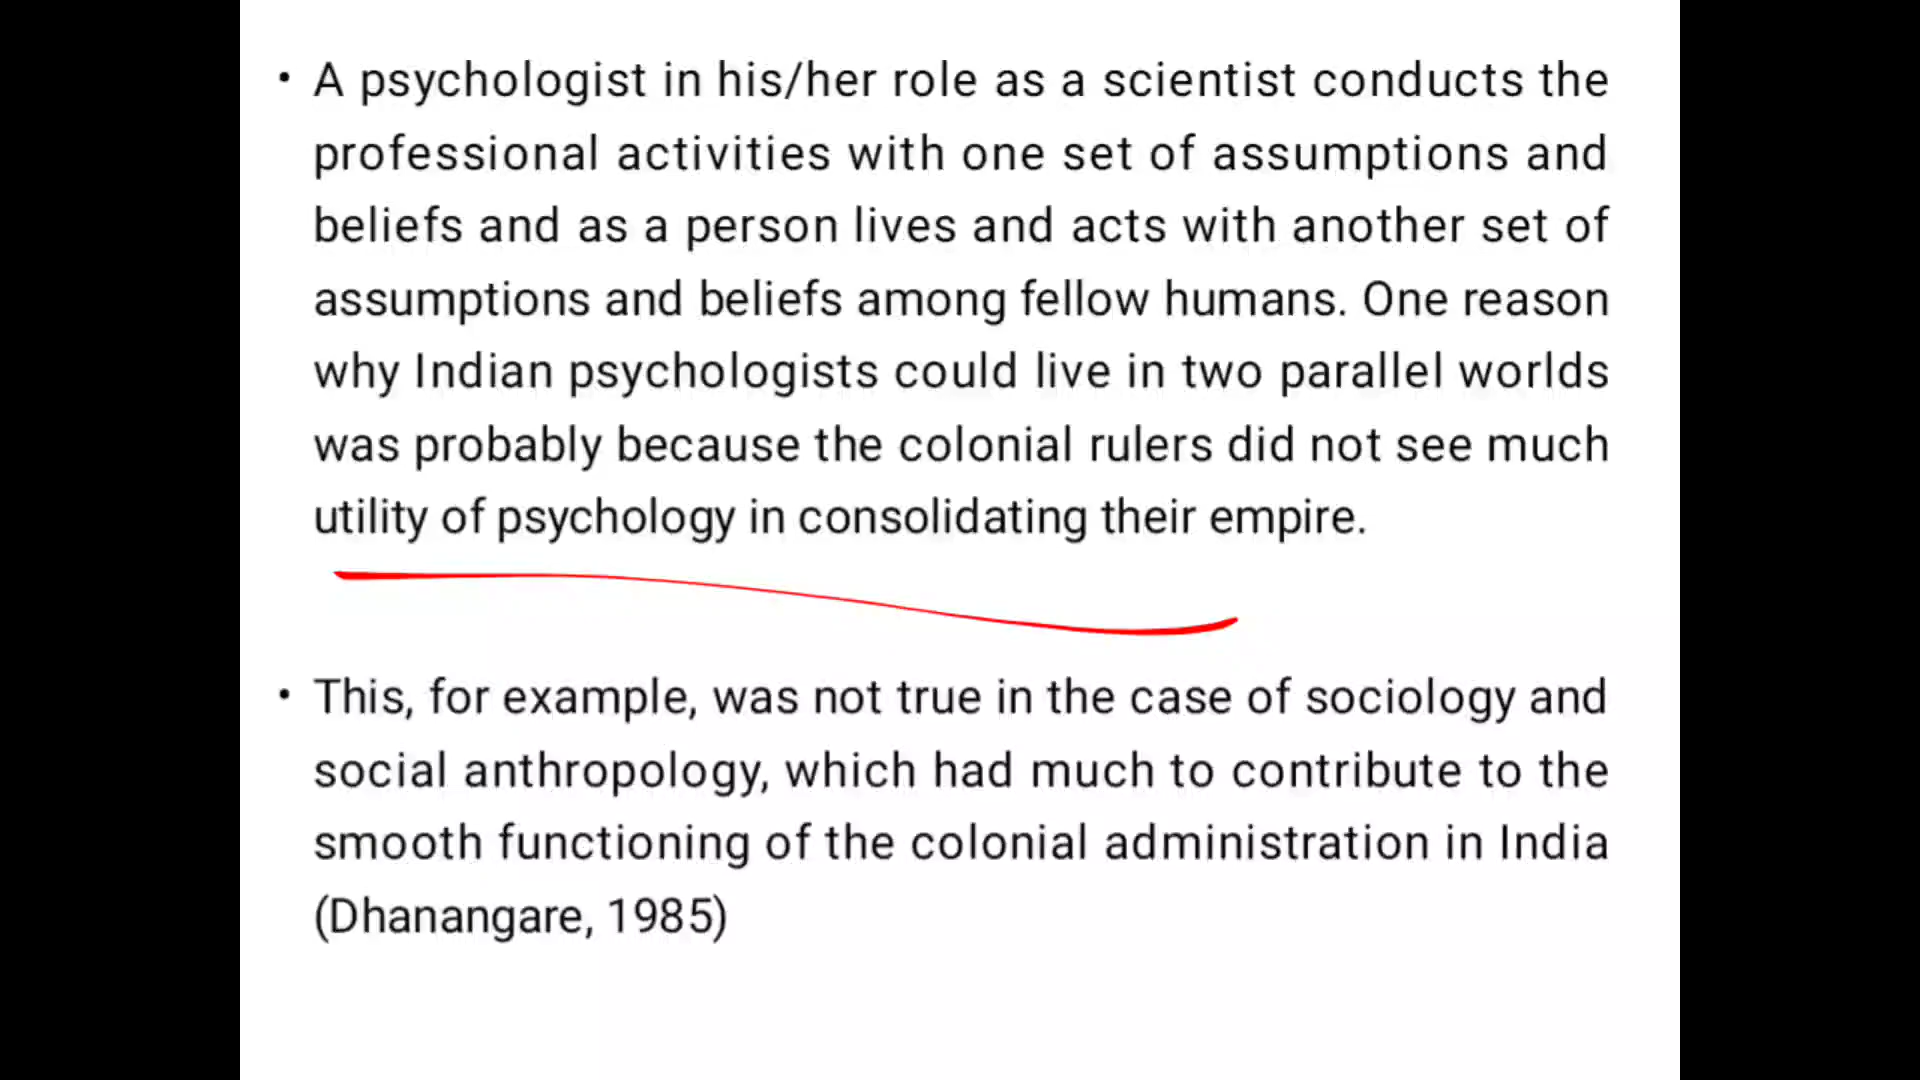 • A psychologist in his/her role as a scientist conducts the
professional activities with one set of assumptions and
beliefs and as a person lives and acts with another set of
assumptions and beliefs among fellow humans. One reason
why Indian psychologists could live in two parallel worlds
was probably because the colonial rulers did not see much
utility of psychology in consolidating their empire.
• This, for example, was not true in the case of sociology and
social anthropology, which had much to contribute to the
smooth functioning of the colonial administration in India
(Dhanangare, 1985)